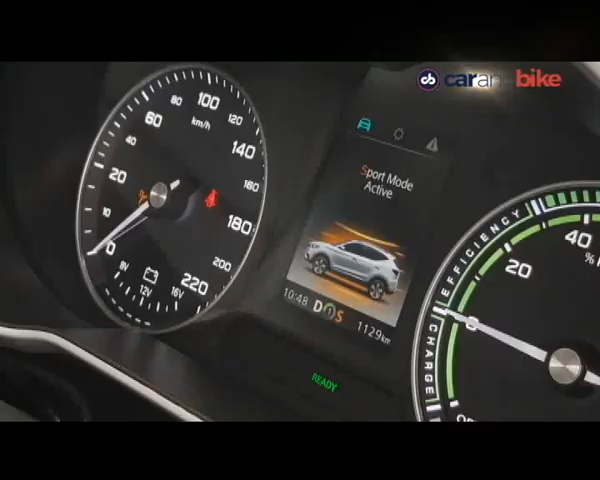 carandbike
100
80
120
60
km/h
40
140
20
160
10
180
0
200
220
8V
12V
16V
Sport Mode
Active
10:48
D
S
1129km
READY
EFFICIENCY
CHARGE
0
20
40
%